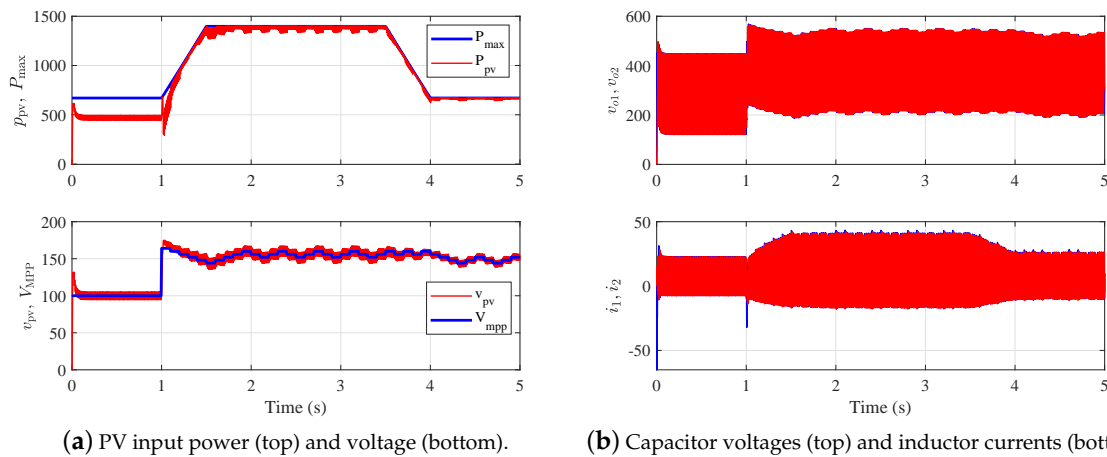 1500
1000
500
0
p_pv, P_max
P_max
P_pv
0 1 2 3 4 5
200
150
100
50
0
v_pv, V_MPP
v_pv
V_mpp
0 1 2 3 4 5
Time (s)
(a) PV input power (top) and voltage (bottom).
600
400
200
0
v_o1, v_o2
0 1 2 3 4 5
50
0
-50
i_1, i_2
0 1 2 3 4 5
Time (s)
(b) Capacitor voltages (top) and inductor currents (bott